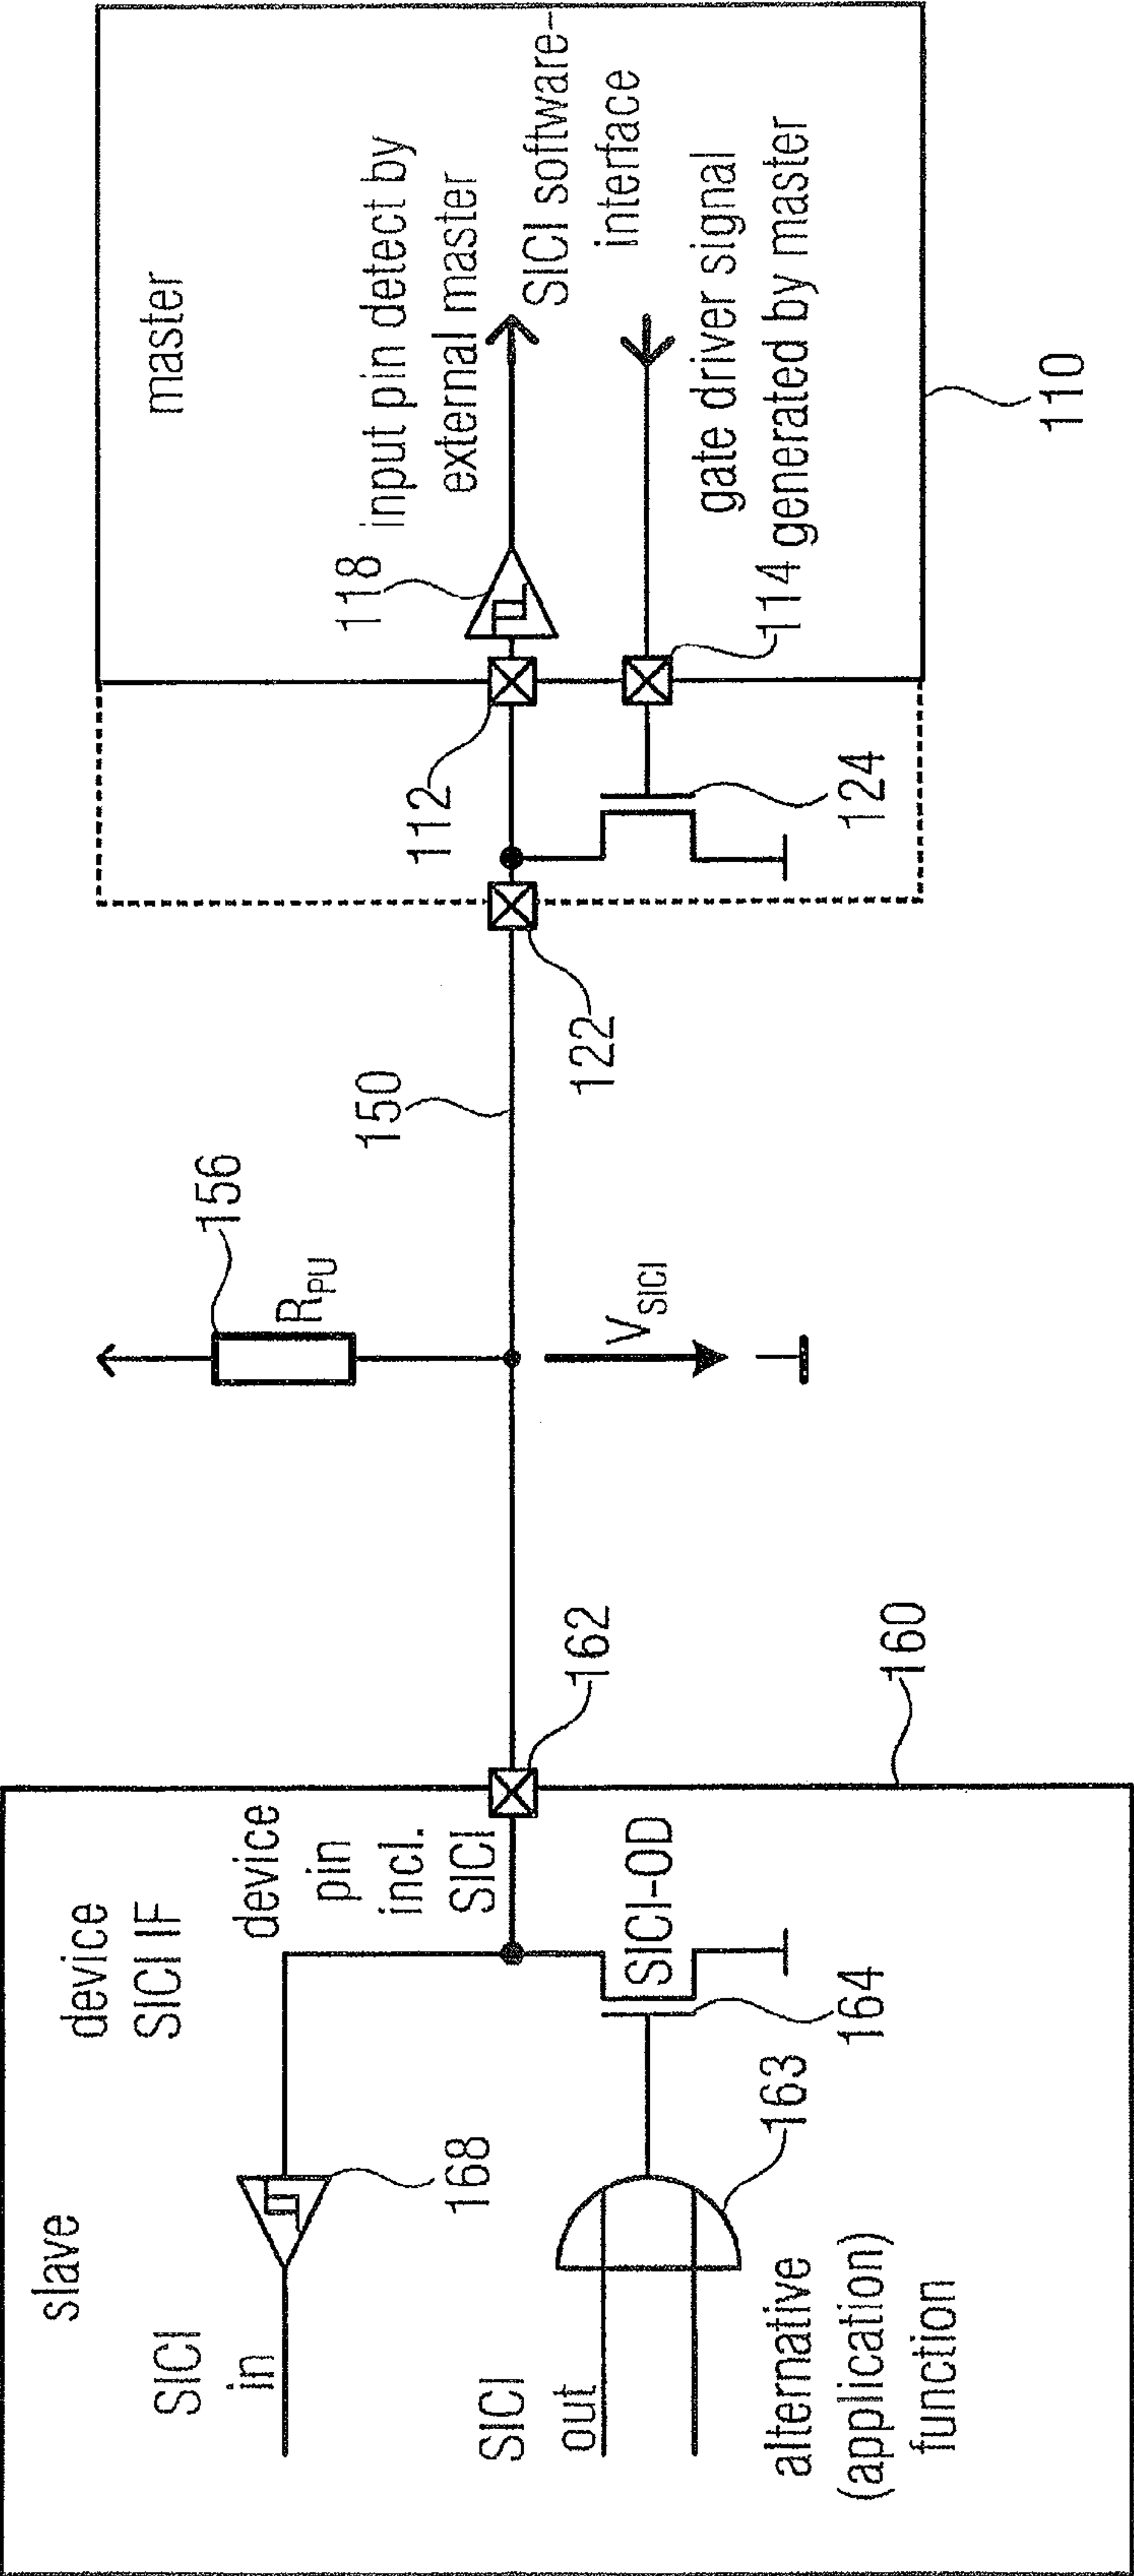 slave
device
SICI IF
SICI
in
168
device
pin
incl.
SICI
SICI
out
163
SICI-OD
164
alternative
(application)
function
162
160
156
R_PU
V_SICI
150
122
master
112
118
input pin detect by
external master
SICI software-
interface
124
114
gate driver signal
generated by master
110